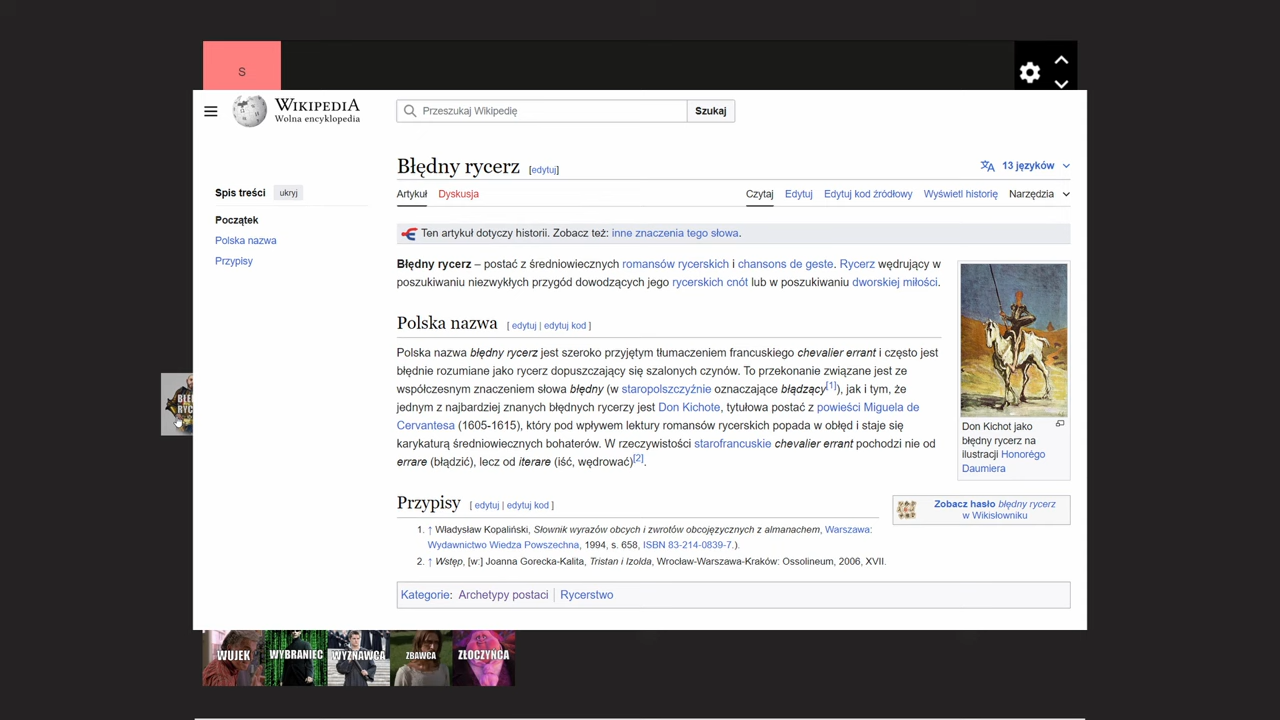 S
WIKIPEDIA
Wolna encyklopedia
Przeszukaj Wikipedię
Szukaj
Błędny rycerz [edytuj]
13 języków
Spis treści ukryj
Artykuł Dyskusja
Czytaj Edytuj Edytuj kod źródłowy Wyświetl historię Narzędzia
Początek
Polska nazwa
Przypisy
Ten artykuł dotyczy historii. Zobacz też: inne znaczenia tego słowa.
Błędny rycerz – postać z średniowiecznych romansów rycerskich i chansons de geste. Rycerz wędrujący w
poszukiwaniu niezwykłych przygód dowodzących jego rycerskich cnót lub w poszukiwaniu dworskiej miłości.
Polska nazwa [ edytuj | edytuj kod ]
Polska nazwa błędny rycerz jest szeroko przyjętym tłumaczeniem francuskiego chevalier errant i często jest
błędnie rozumiane jako rycerz dopuszczający się szalonych czynów. To przekonanie związane jest ze
współczesnym znaczeniem słowa błędny (w staropolszczyźnie oznaczające błądzący[1]), jak i tym, że
jednym z najbardziej znanych błędnych rycerzy jest Don Kichote, tytułowa postać z powieści Miguela de
Cervantesa (1605-1615), który pod wpływem lektury romansów rycerskich popada w obłęd i staje się
karykaturą średniowiecznych bohaterów. W rzeczywistości starofrancuskie chevalier errant pochodzi nie od
errare (błądzić), lecz od iterare (iść, wędrować)[2].
Don Kichot jako
błędny rycerz na
ilustracji Honorégo
Daumiera
Przypisy [ edytuj | edytuj kod ]
Zobacz hasło błędny rycerz
w Wikisłowniku
1. ↑ Władysław Kopaliński, Słownik wyrazów obcych i zwrotów obcojęzycznych z almanachem, Warszawa:
Wydawnictwo Wiedza Powszechna, 1994, s. 658, ISBN 83-214-0839-7.).
2. ↑ Wstęp, [w:] Joanna Gorecka-Kalita, Tristan i Izolda, Wrocław-Warszawa-Kraków: Ossolineum, 2006, XVII.
Kategorie: Archetypy postaci Rycerstwo
WUJEK WYBRANIEC WYZNAWCA ZBAWCA ZŁOCZYŃCA